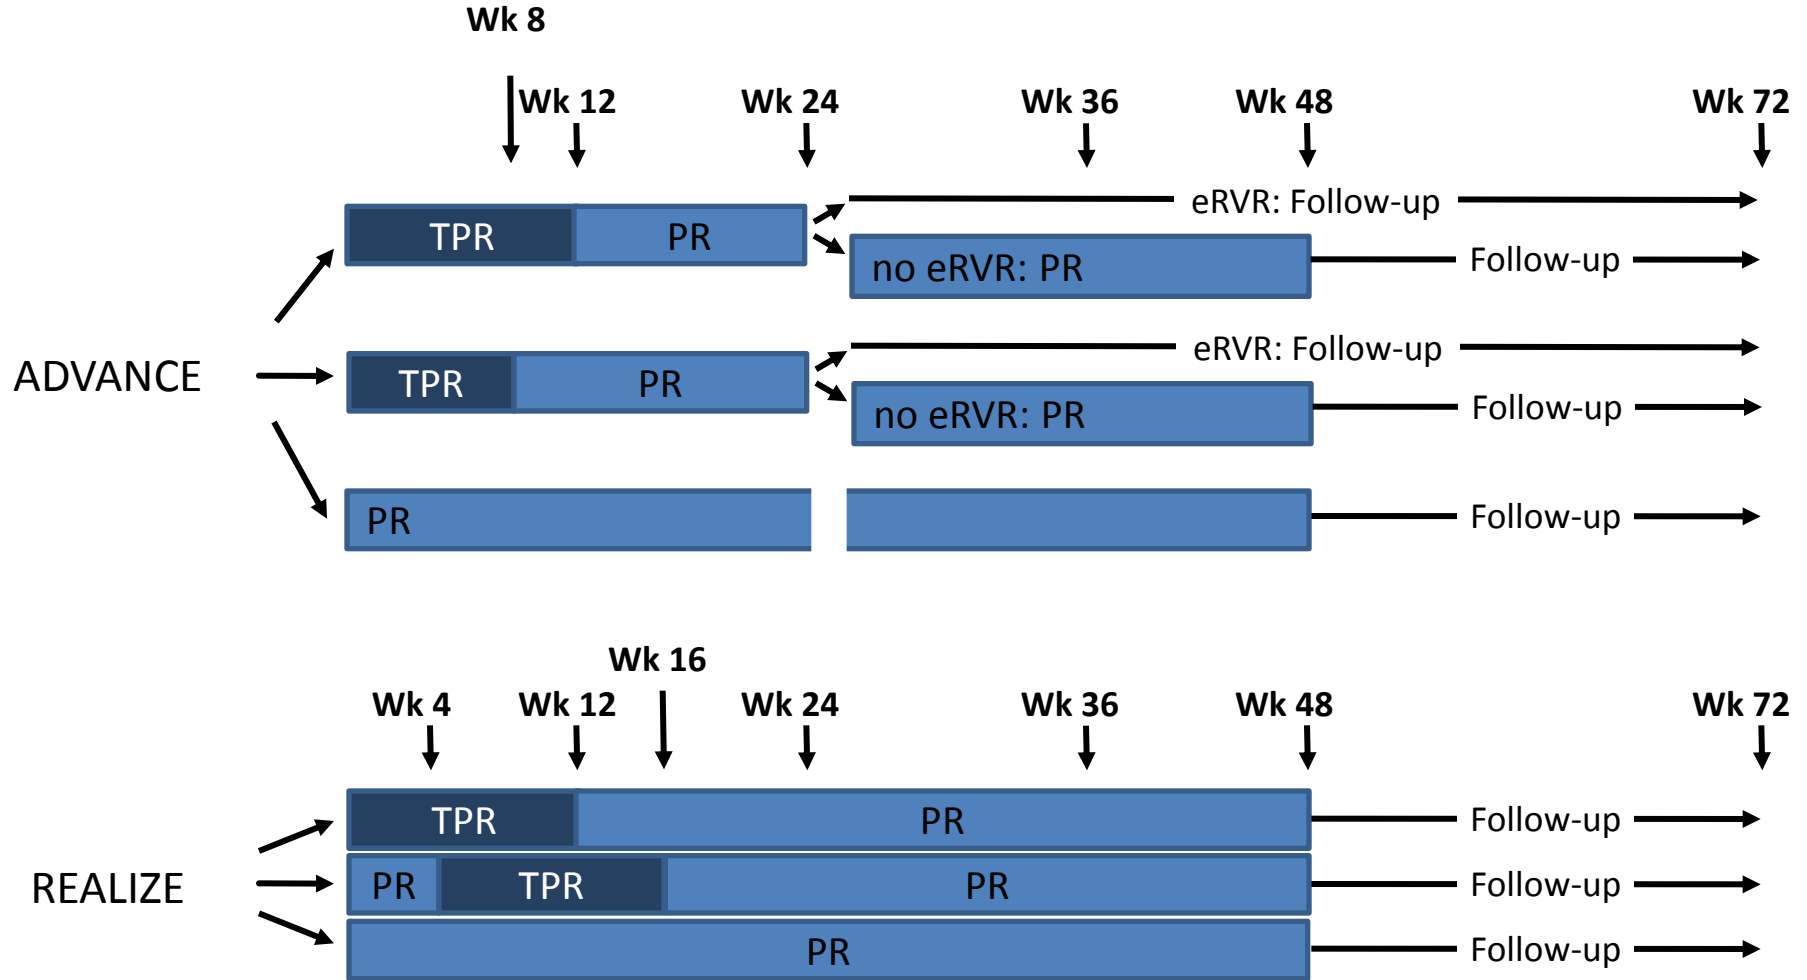 Wk 8
Wk 12 Wk 24 Wk 36 Wk 48 Wk 72
eRVR: Follow-up
TPR PR
no eRVR: PR Follow-up
eRVR: Follow-up
ADVANCE TPR PR
no eRVR: PR Follow-up
PR Follow-up
Wk 16
Wk 4 Wk 12 Wk 24 Wk 36 Wk 48 Wk 72
TPR PR Follow-up
REALIZE PR TPR PR Follow-up
PR Follow-up